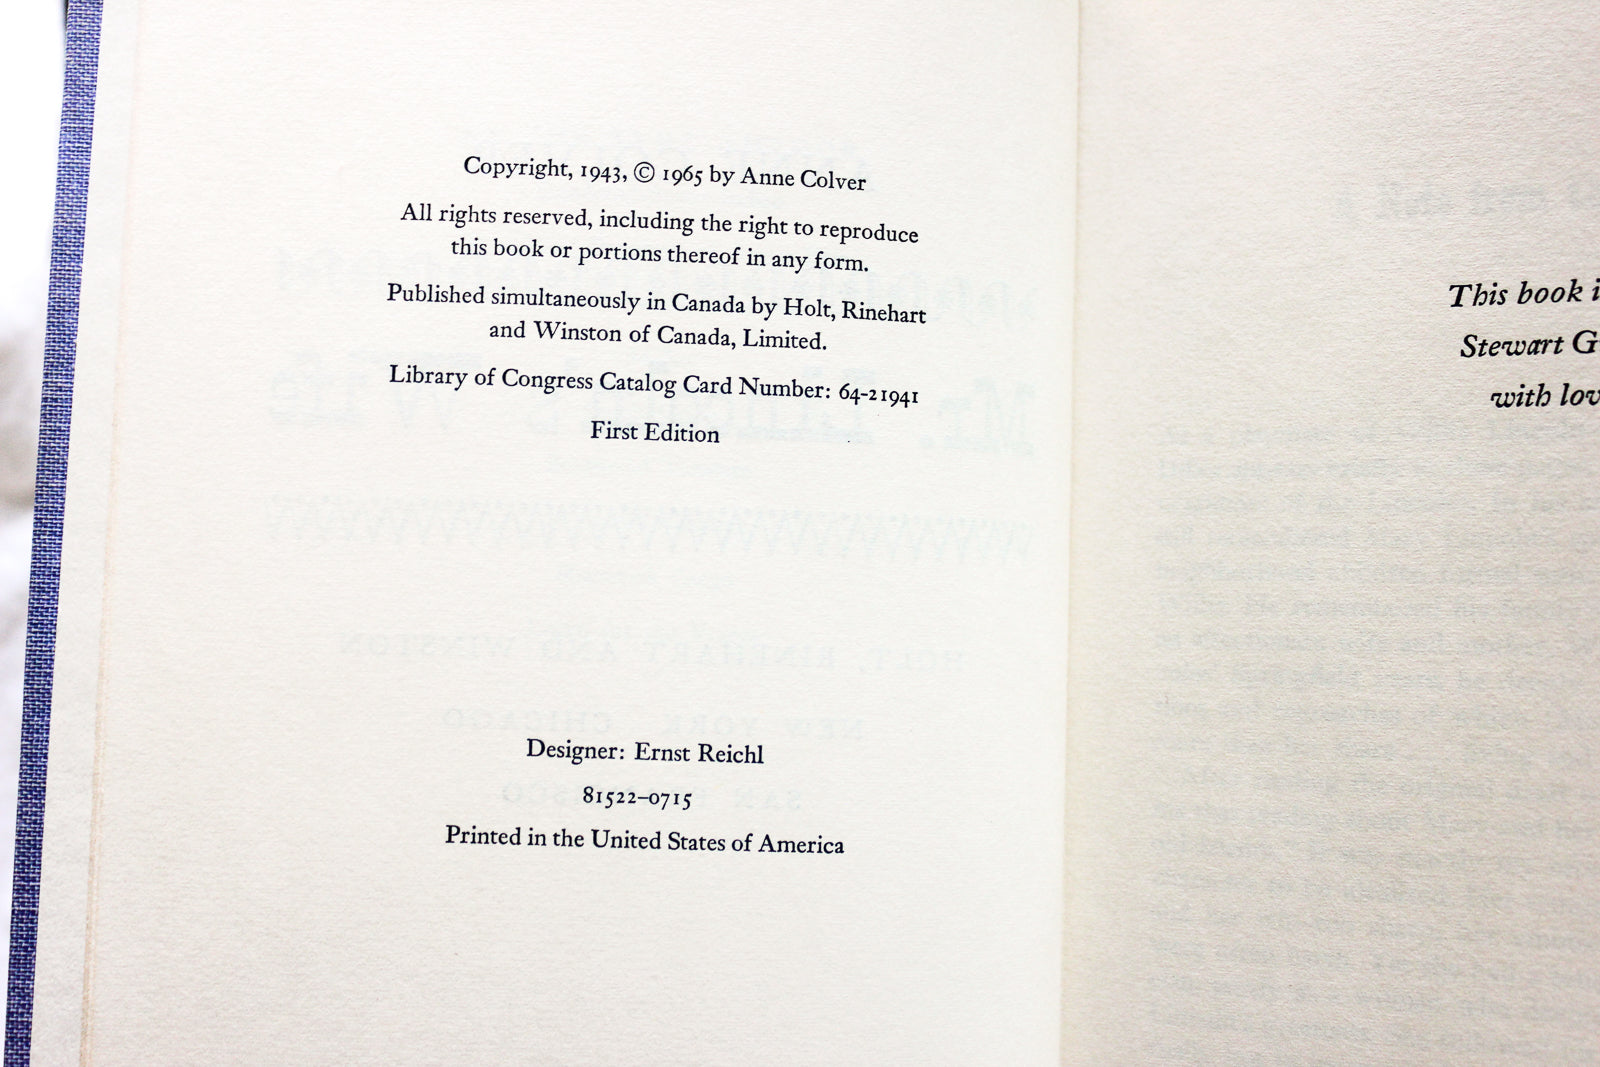 Copyright, 1943, © 1965 by Anne Colver
All rights reserved, including the right to reproduce
this book or portions thereof in any form.
Published simultaneously in Canada by Holt, Rinehart
and Winston of Canada, Limited.
Library of Congress Catalog Card Number: 64-21941
First Edition
Designer: Ernst Reichl
81522–0715
Printed in the United States of America
This book i
Stewart G
with lov